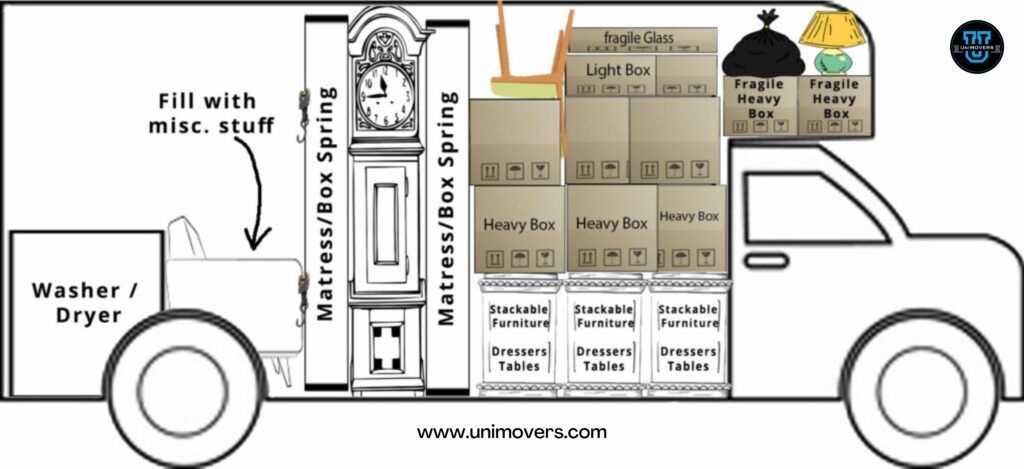 fragile Glass
Light Box
Fragile
Heavy
Box
Fragile
Heavy
Box
U
UNIMOVERS
Fill with
misc. stuff
Matress/Box Spring
Matress/Box Spring
Heavy Box
Heavy Box
Heavy Box
Washer /
Dryer
Stackable
Furniture
Dressers
Tables
Stackable
Furniture
Dressers
Tables
Stackable
Furniture
Dressers
Tables
www.unimovers.com